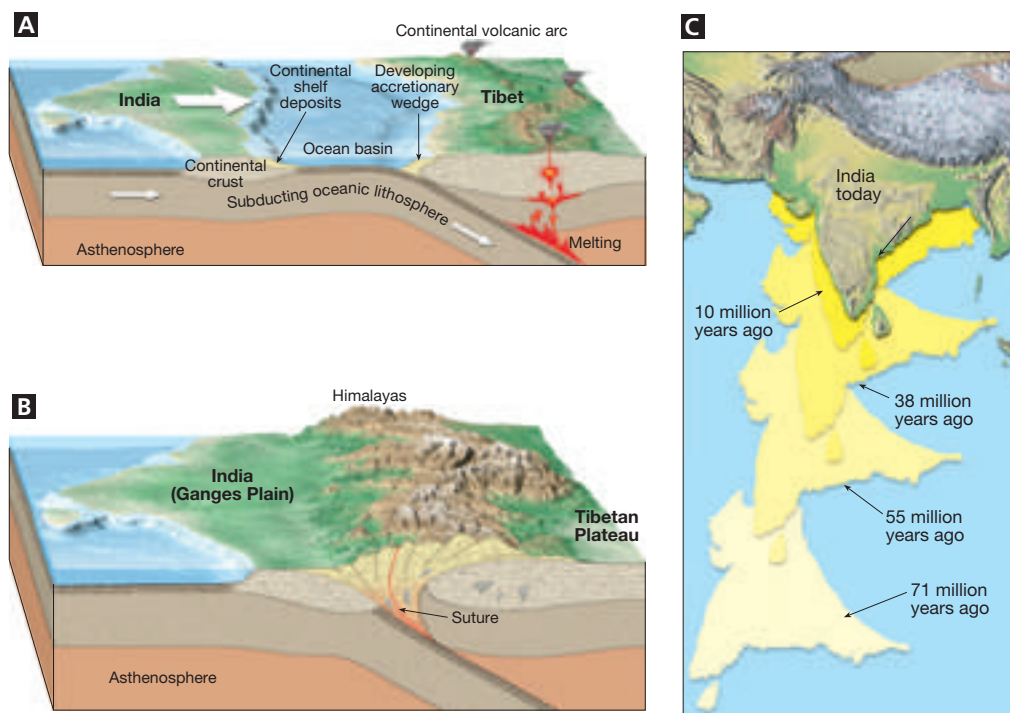 A
Continental volcanic arc
India
Continental
shelf
deposits
Developing
accretionary
wedge
Tibet
Ocean basin
Continental
crust
Subducting oceanic lithosphere
Asthenosphere
Melting
B
Himalayas
India
(Ganges Plain)
Tibetan
Plateau
Suture
Asthenosphere
C
India
today
10 million
years ago
38 million
years ago
55 million
years ago
71 million
years ago